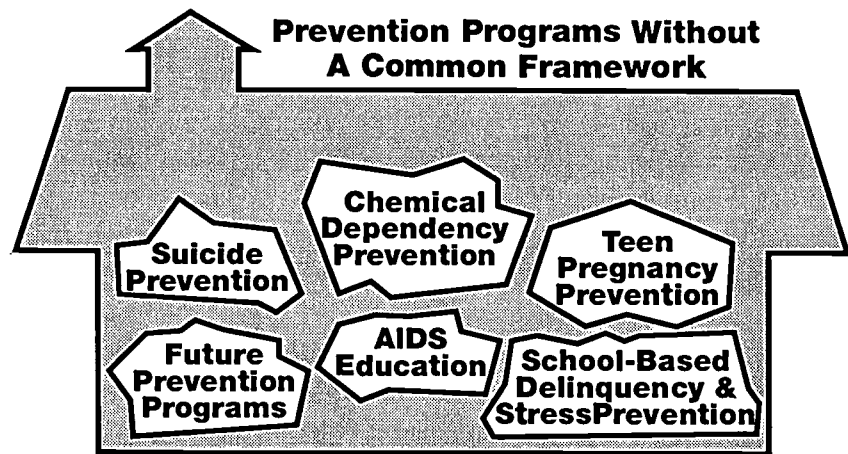 Prevention Programs Without
A Common Framework
Chemical
Dependency
Prevention
Suicide
Prevention
Teen
Pregnancy
Prevention
Future
Prevention
Programs
AIDS
Education
School-Based
Delinquency &
StressPrevention